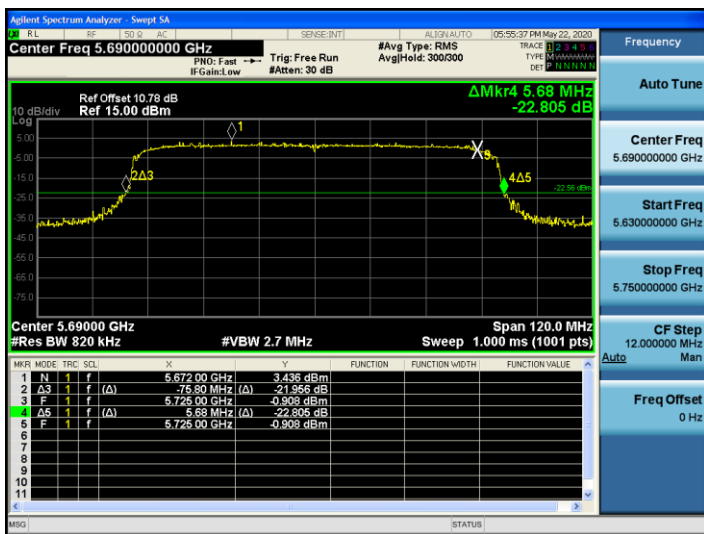 Agilent Spectrum Analyzer - Swept SA
RL RF 50 Ω AC SENSE:INT ALIGN AUTO 05:55:37 PM May 22, 2020
Center Freq 5.690000000 GHz #Avg Type: RMS TRACE 1 2 3 4 5 6
PNO: Fast Trig: Free Run Avg|Hold: 300/300 TYPE M
IFGain:Low #Atten: 30 dB DET P N N N N N
Ref Offset 10.78 dB ΔMkr4 5.68 MHz
10 dB/div Ref 15.00 dBm -22.805 dB
Log
5.00
-5.00
-15.0
-25.0
-35.0
-45.0
-55.0
-65.0
-75.0
1
2Δ3
4Δ5
-22.56 dBm
Center 5.69000 GHz Span 120.0 MHz
#Res BW 820 kHz #VBW 2.7 MHz Sweep 1.000 ms (1001 pts)
MKR MODE TRC SCL X Y FUNCTION FUNCTION WIDTH FUNCTION VALUE
1 N 1 f 5.672 00 GHz 3.436 dBm
2 Δ3 1 f (Δ) -75.80 MHz (Δ) -21.956 dB
3 F 1 f 5.725 00 GHz -0.908 dBm
4 Δ5 1 f (Δ) 5.68 MHz (Δ) -22.805 dB
5 F 1 f 5.725 00 GHz -0.908 dBm
6
7
8
9
10
11
MSG STATUS
Frequency
Auto Tune
Center Freq
5.690000000 GHz
Start Freq
5.630000000 GHz
Stop Freq
5.750000000 GHz
CF Step
12.000000 MHz
Auto Man
Freq Offset
0 Hz